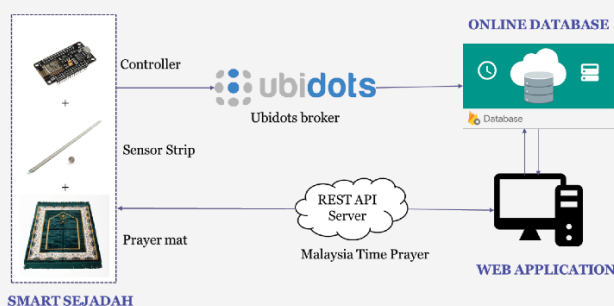 ONLINE DATABASE
Controller
+
ubidots
Ubidots broker
Database
Sensor Strip
+
REST API
Server
Prayer mat
Malaysia Time Prayer
WEB APPLICATION
SMART SEJADAH